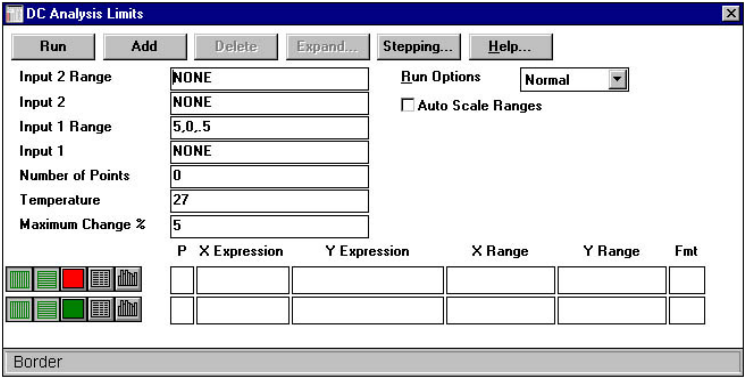 DC Analysis Limits
Run Add Delete Expand... Stepping... Help...
Input 2 Range NONE Run Options Normal
Input 2 NONE Auto Scale Ranges
Input 1 Range 5,0,.5
Input 1 NONE
Number of Points 0
Temperature 27
Maximum Change % 5
P X Expression Y Expression X Range Y Range Fmt
Border